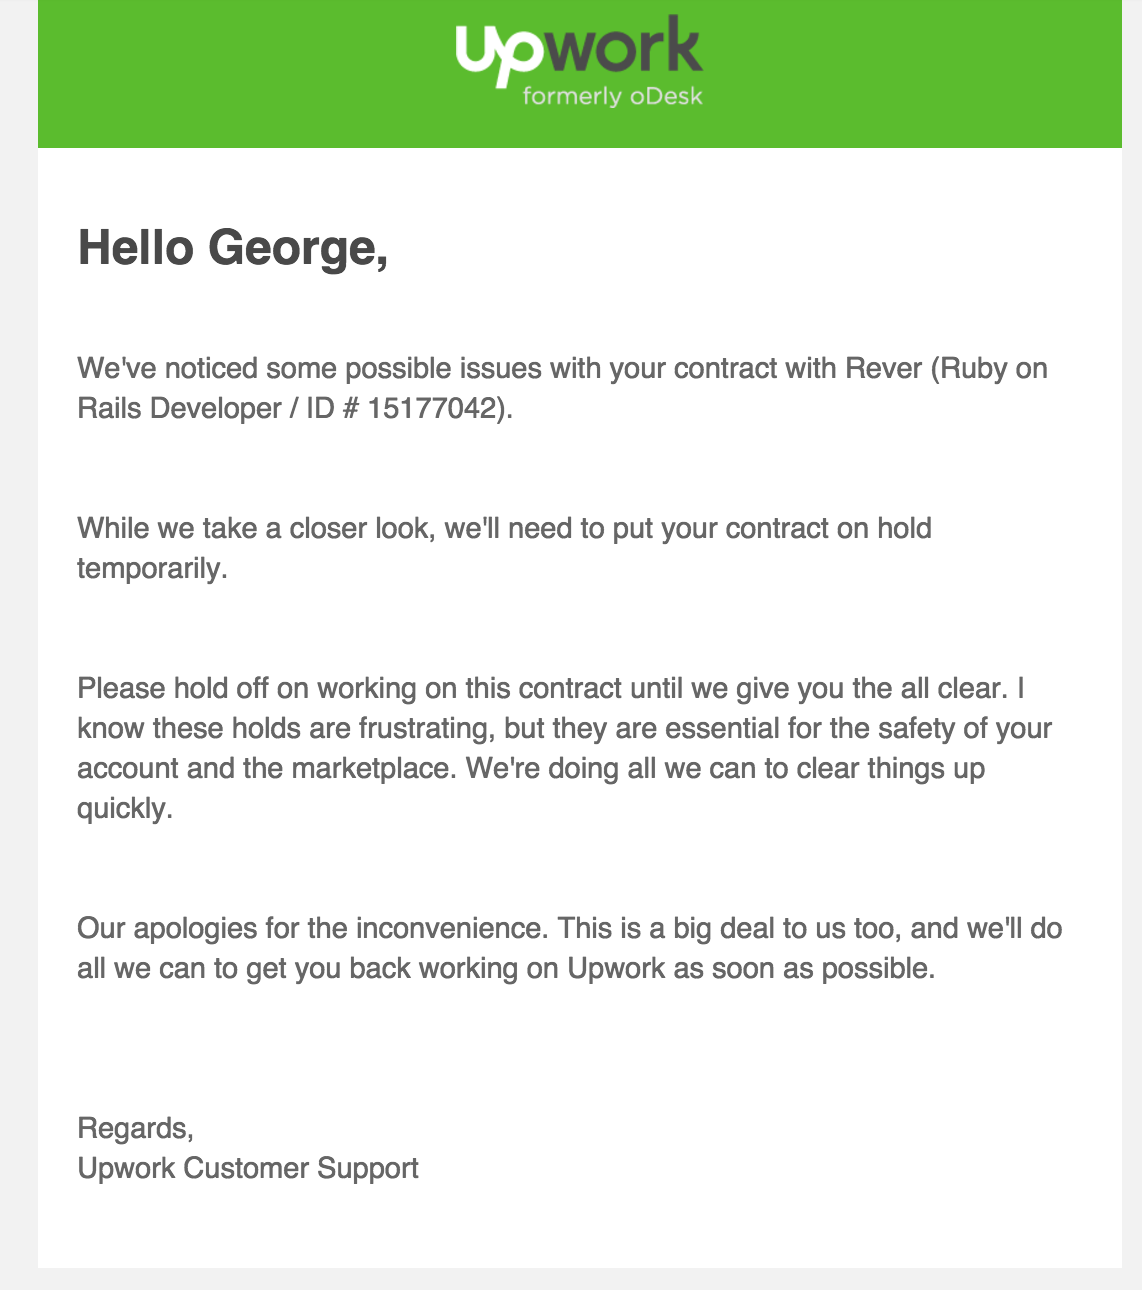 upwork
formerly oDesk
Hello George,
We've noticed some possible issues with your contract with Rever (Ruby on
Rails Developer / ID # 15177042).
While we take a closer look, we'll need to put your contract on hold
temporarily.
Please hold off on working on this contract until we give you the all clear. I
know these holds are frustrating, but they are essential for the safety of your
account and the marketplace. We're doing all we can to clear things up
quickly.
Our apologies for the inconvenience. This is a big deal to us too, and we'll do
all we can to get you back working on Upwork as soon as possible.
Regards,
Upwork Customer Support